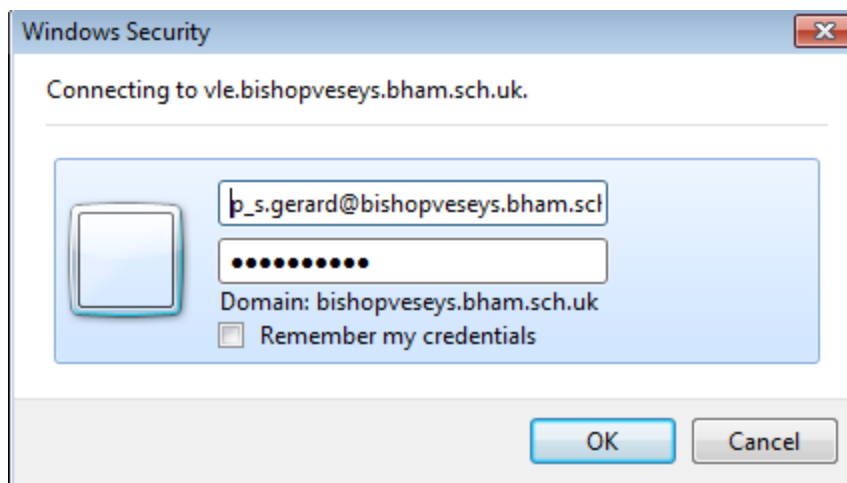 Windows Security
Connecting to vle.bishopveseys.bham.sch.uk.
p_s.gerard@bishopveseys.bham.sch
••••••••••
Domain: bishopveseys.bham.sch.uk
Remember my credentials
OK
Cancel